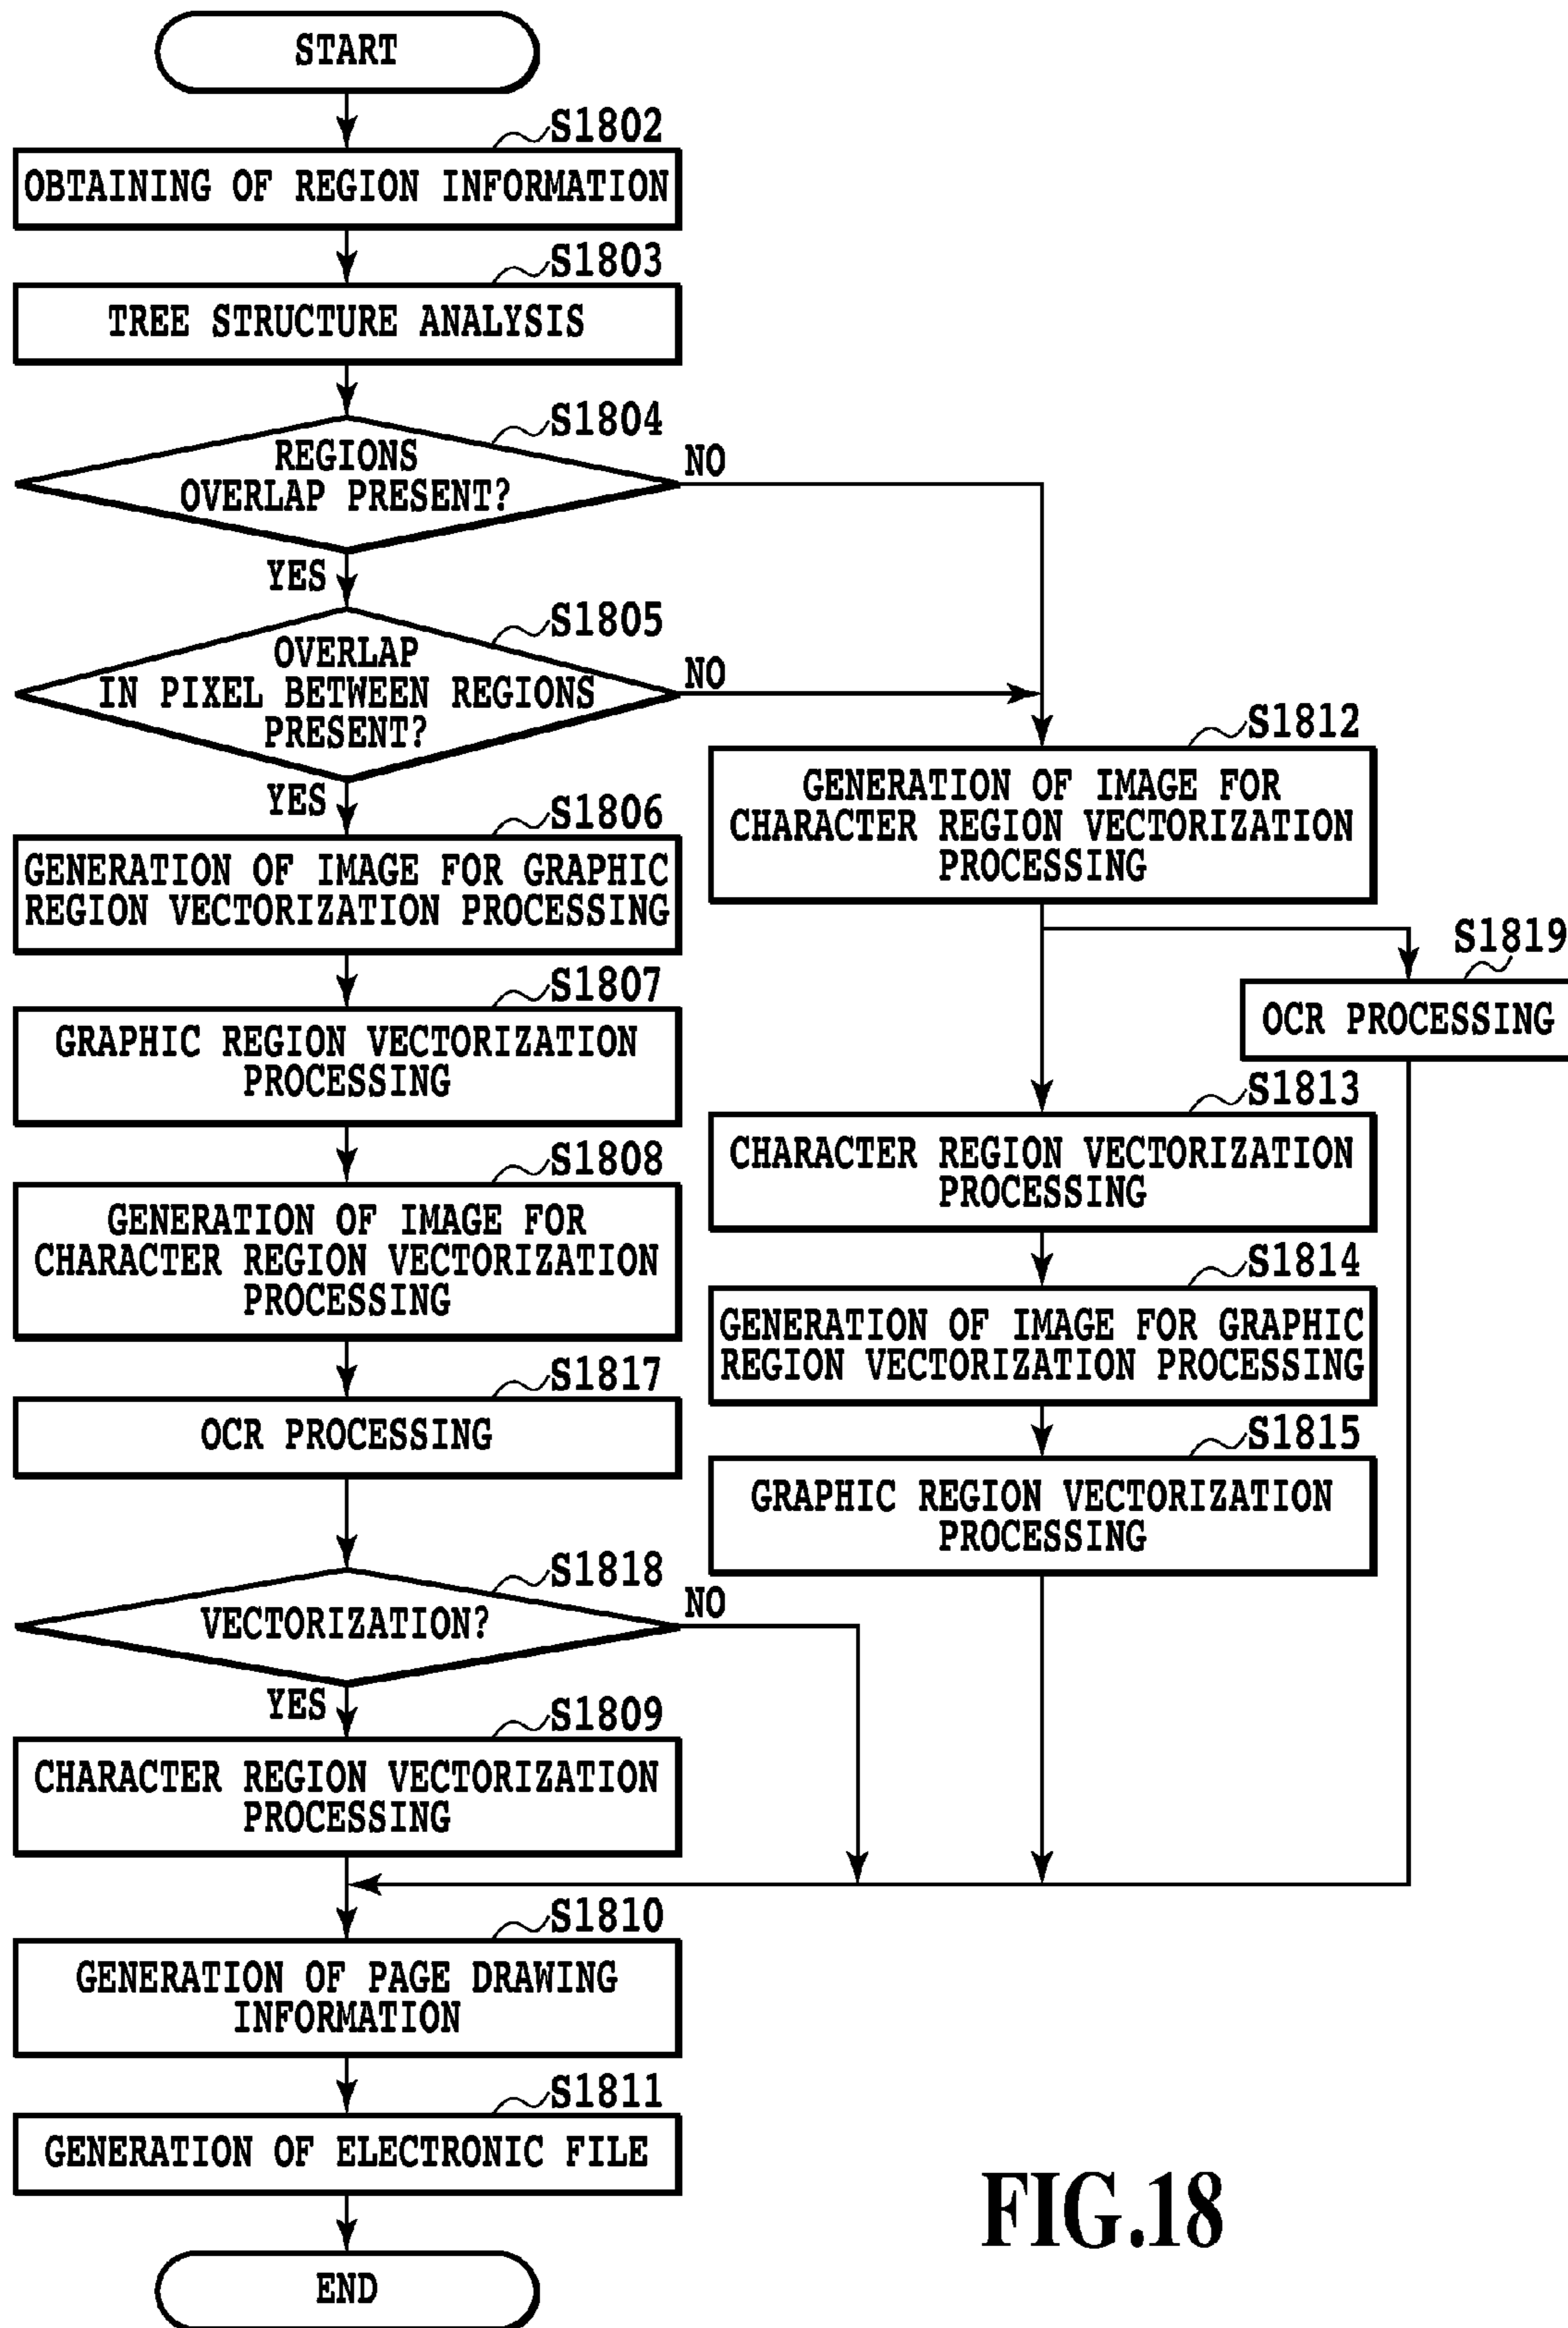 START
S1802
OBTAINING OF REGION INFORMATION
S1803
TREE STRUCTURE ANALYSIS
S1804
REGIONS
OVERLAP PRESENT?
NO
YES
S1805
OVERLAP
IN PIXEL BETWEEN REGIONS
PRESENT?
NO
YES
S1806
GENERATION OF IMAGE FOR GRAPHIC
REGION VECTORIZATION PROCESSING
S1807
GRAPHIC REGION VECTORIZATION
PROCESSING
S1808
GENERATION OF IMAGE FOR
CHARACTER REGION VECTORIZATION
PROCESSING
S1817
OCR PROCESSING
S1818
VECTORIZATION?
NO
YES
S1809
CHARACTER REGION VECTORIZATION
PROCESSING
S1812
GENERATION OF IMAGE FOR
CHARACTER REGION VECTORIZATION
PROCESSING
S1819
OCR PROCESSING
S1813
CHARACTER REGION VECTORIZATION
PROCESSING
S1814
GENERATION OF IMAGE FOR GRAPHIC
REGION VECTORIZATION PROCESSING
S1815
GRAPHIC REGION VECTORIZATION
PROCESSING
S1810
GENERATION OF PAGE DRAWING
INFORMATION
S1811
GENERATION OF ELECTRONIC FILE
END
FIG.18